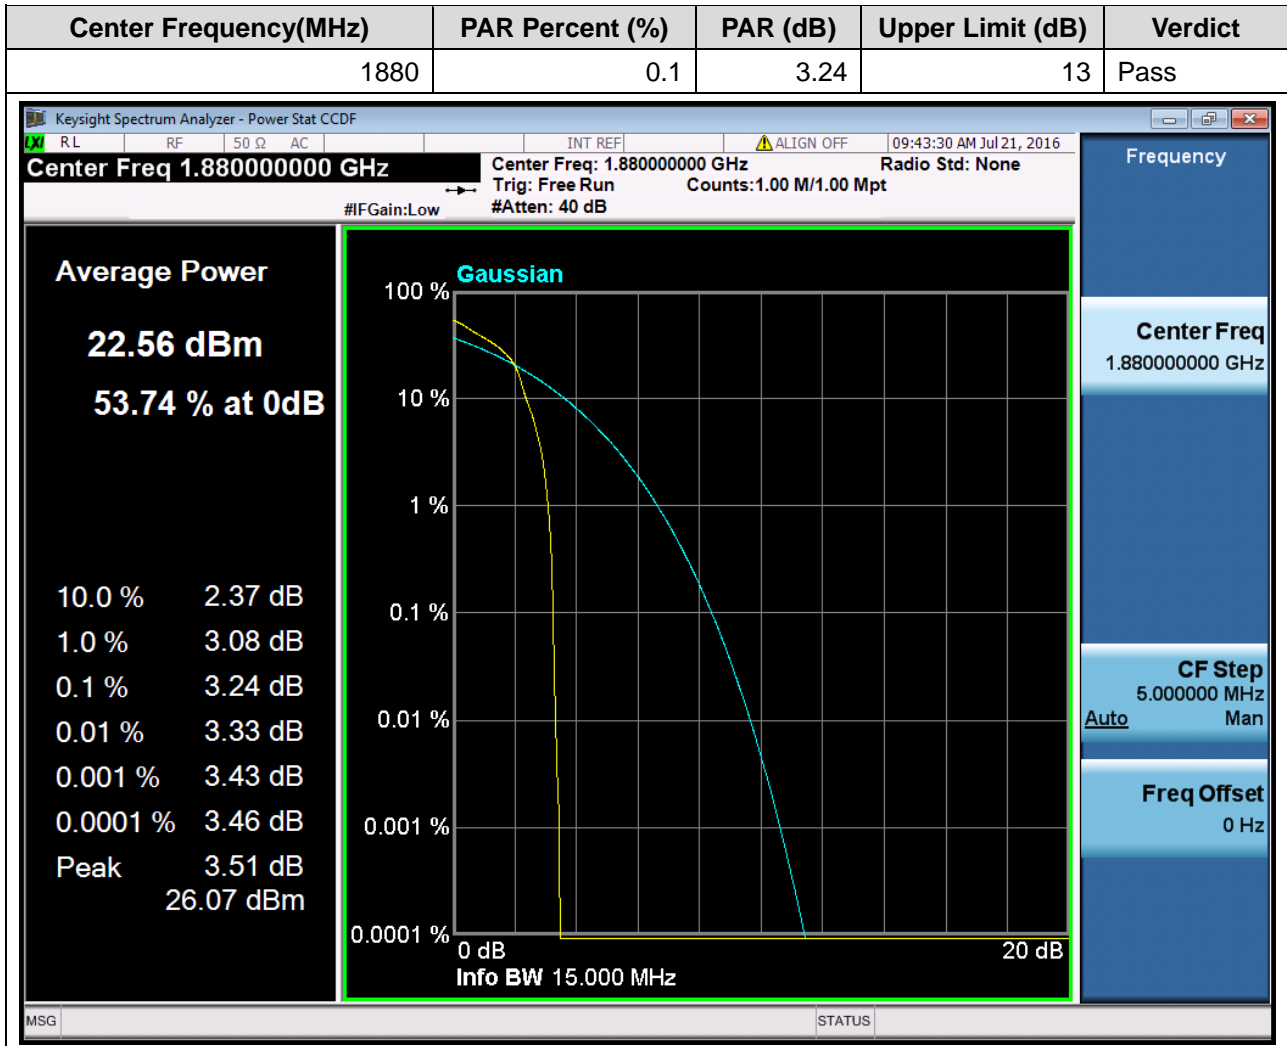 Center Frequency(MHz) PAR Percent (%) PAR (dB) Upper Limit (dB) Verdict
1880 0.1 3.24 13 Pass
Keysight Spectrum Analyzer - Power Stat CCDF
LXI RL RF 50 Ω AC INT REF ALIGN OFF 09:43:30 AM Jul 21, 2016
Center Freq 1.880000000 GHz
#IFGain:Low
Center Freq: 1.880000000 GHz Radio Std: None
Trig: Free Run Counts:1.00 M/1.00 Mpt
#Atten: 40 dB
Average Power
22.56 dBm
53.74 % at 0dB
10.0 % 2.37 dB
1.0 % 3.08 dB
0.1 % 3.24 dB
0.01 % 3.33 dB
0.001 % 3.43 dB
0.0001 % 3.46 dB
Peak 3.51 dB
26.07 dBm
Gaussian
100 %
10 %
1 %
0.1 %
0.01 %
0.001 %
0.0001 %
0 dB 20 dB
Info BW 15.000 MHz
Frequency
Center Freq
1.880000000 GHz
CF Step
5.000000 MHz
Auto Man
Freq Offset
0 Hz
MSG STATUS